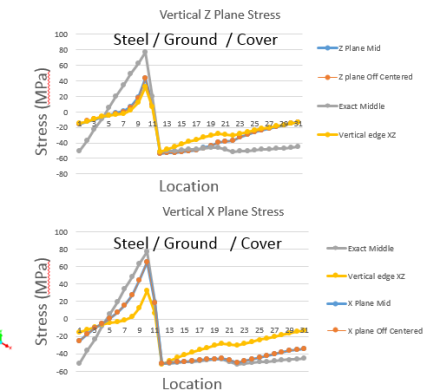 Vertical Z Plane Stress
Steel / Ground / Cover
Stress (MPa)
100
80
60
40
20
0
-20
-40
-60
-80
1 3 5 7 9 11 13 15 17 19 21 23 25 27 29 31
Location
Z Plane Mid
Z plane Off Centered
Exact Middle
Vertical edge XZ
Vertical X Plane Stress
Steel / Ground / Cover
Stress (MPa)
100
80
60
40
20
0
-20
-40
-60
1 3 5 7 9 11 13 15 17 19 21 23 25 27 29 31
Location
Exact Middle
Vertical edge XZ
X Plane Mid
X plane Off Centered